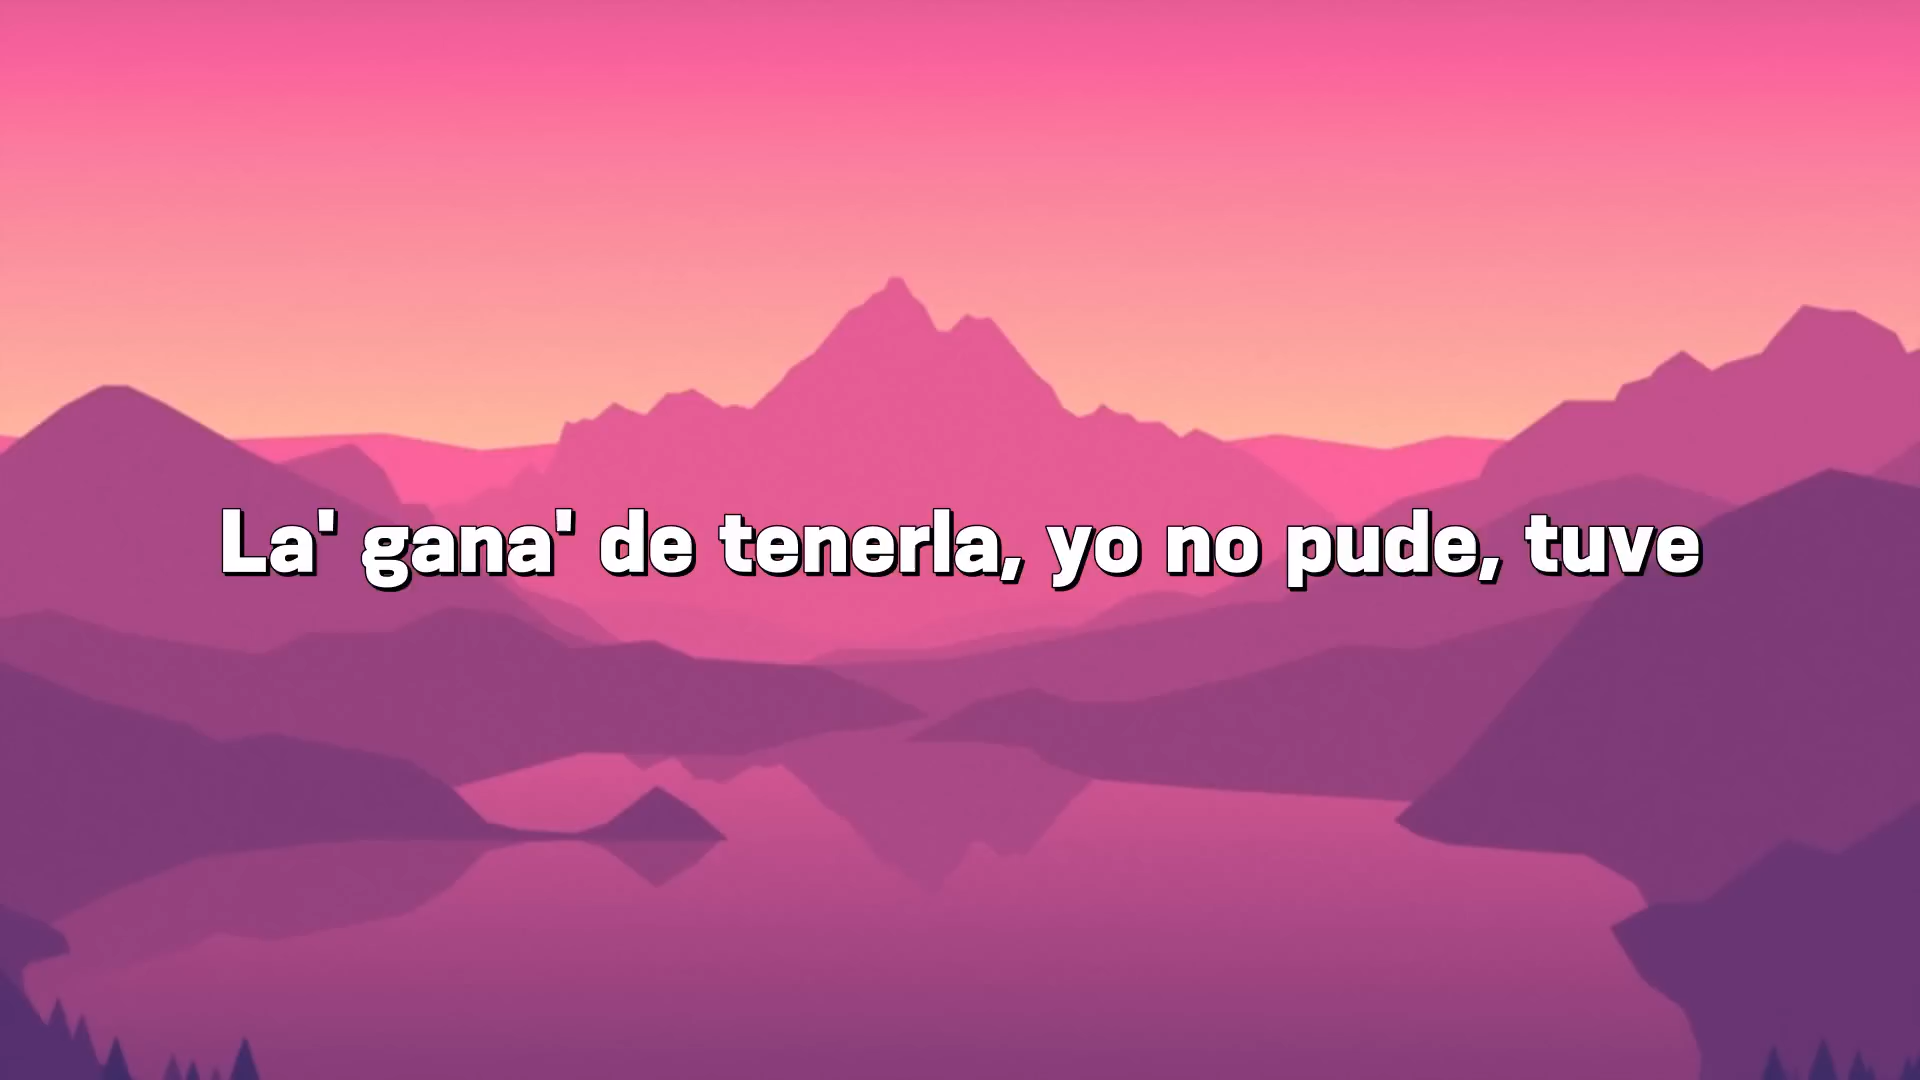 La' gana' de tenerla, yo no pude, tuve